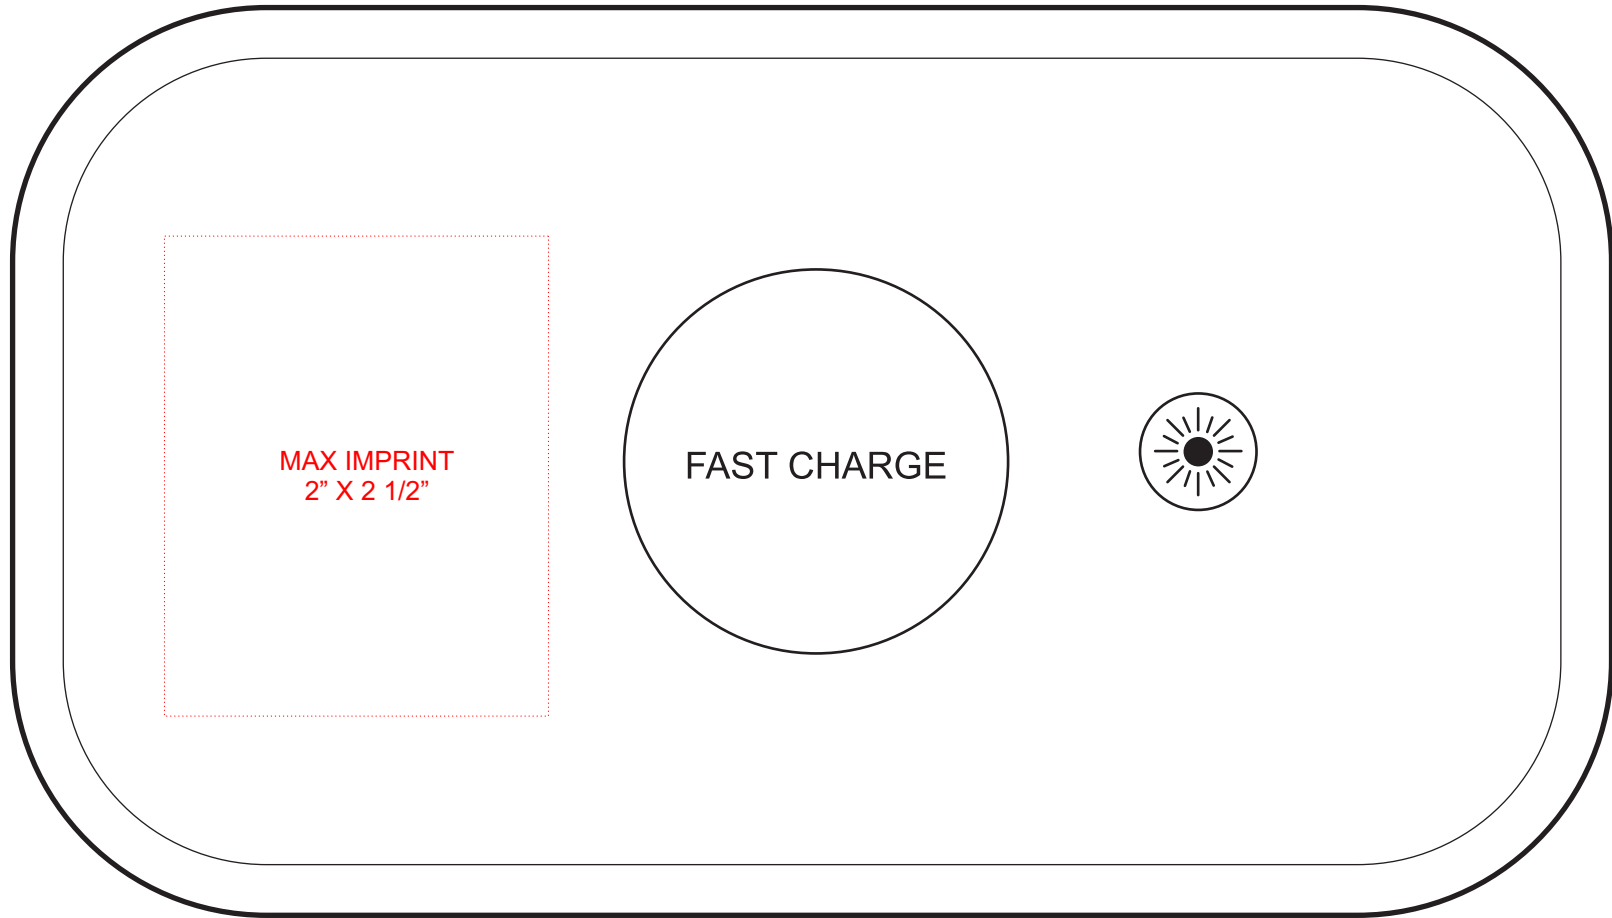 MAX IMPRINT
2” X 2 1/2”
FAST CHARGE